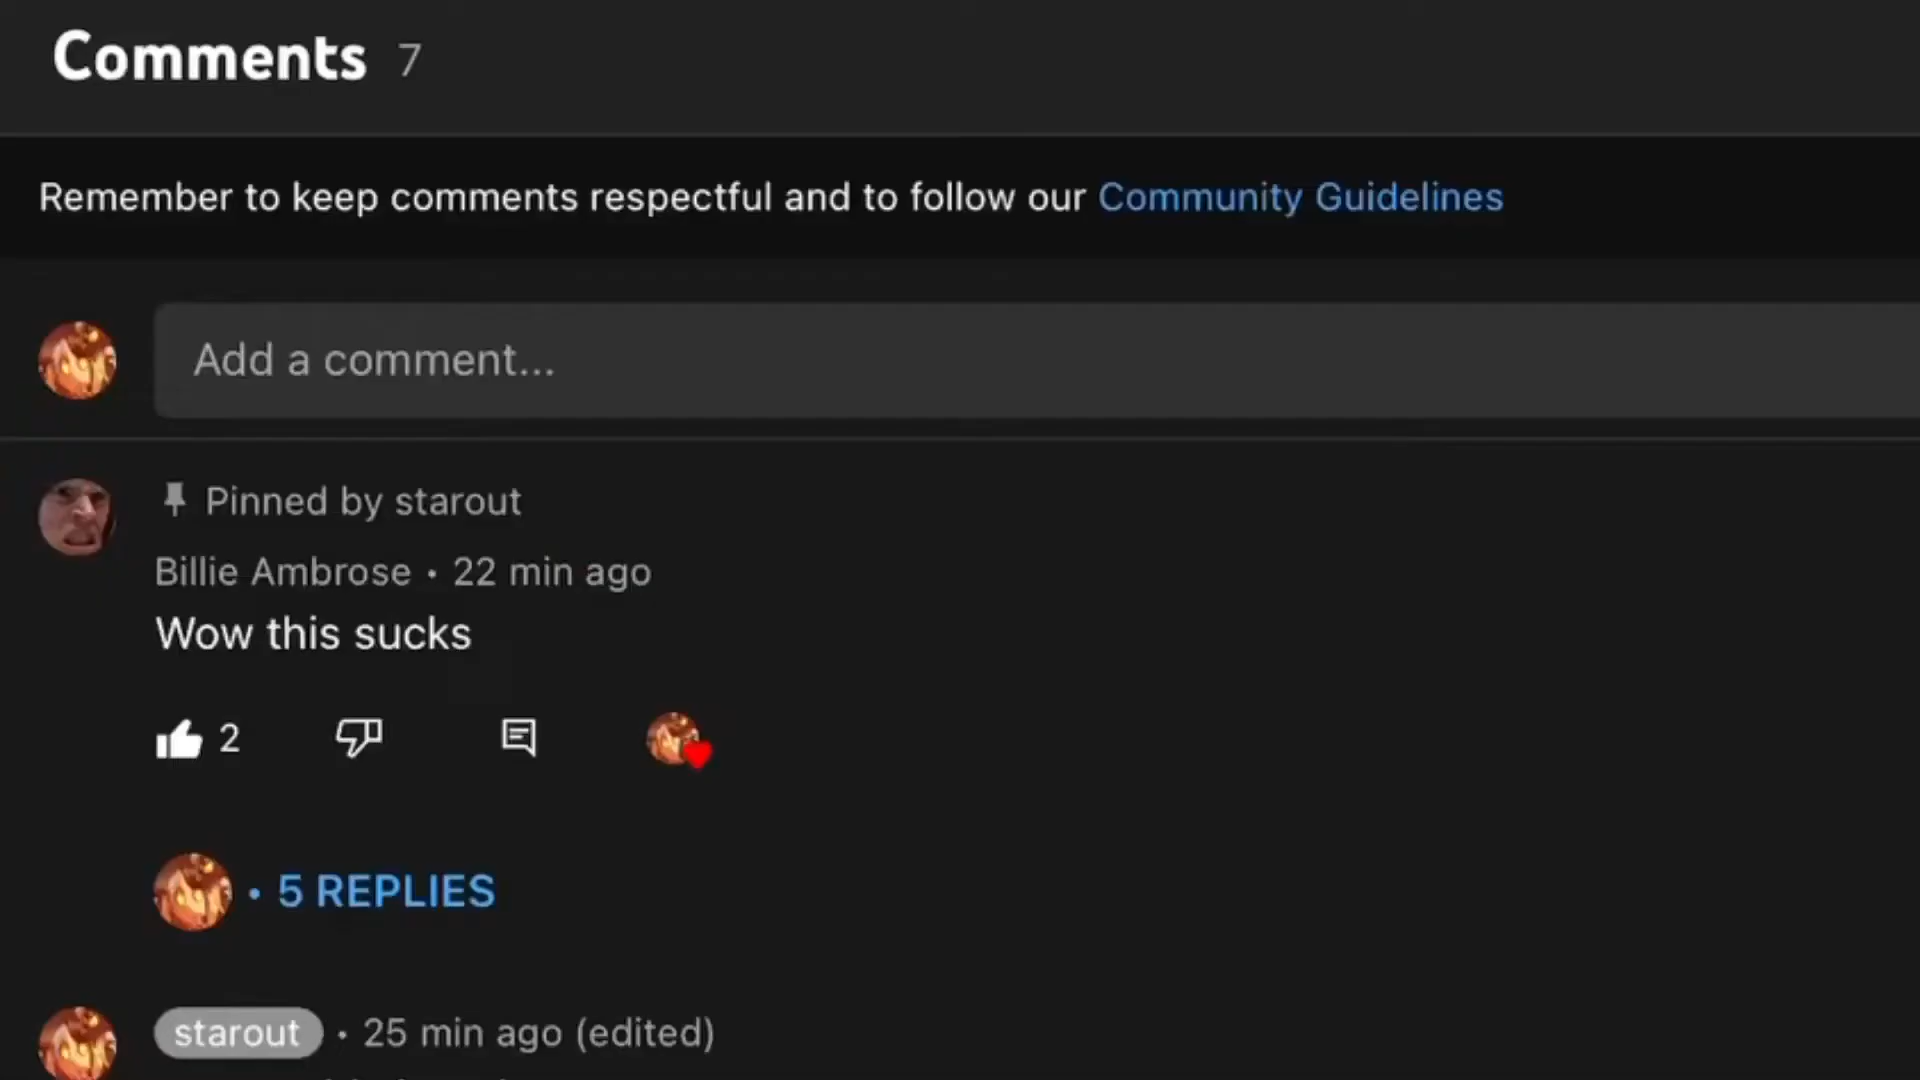 Comments 7
Remember to keep comments respectful and to follow our Community Guidelines
Add a comment...
Pinned by starout
Billie Ambrose • 22 min ago
Wow this sucks
2
• 5 REPLIES
starout • 25 min ago (edited)